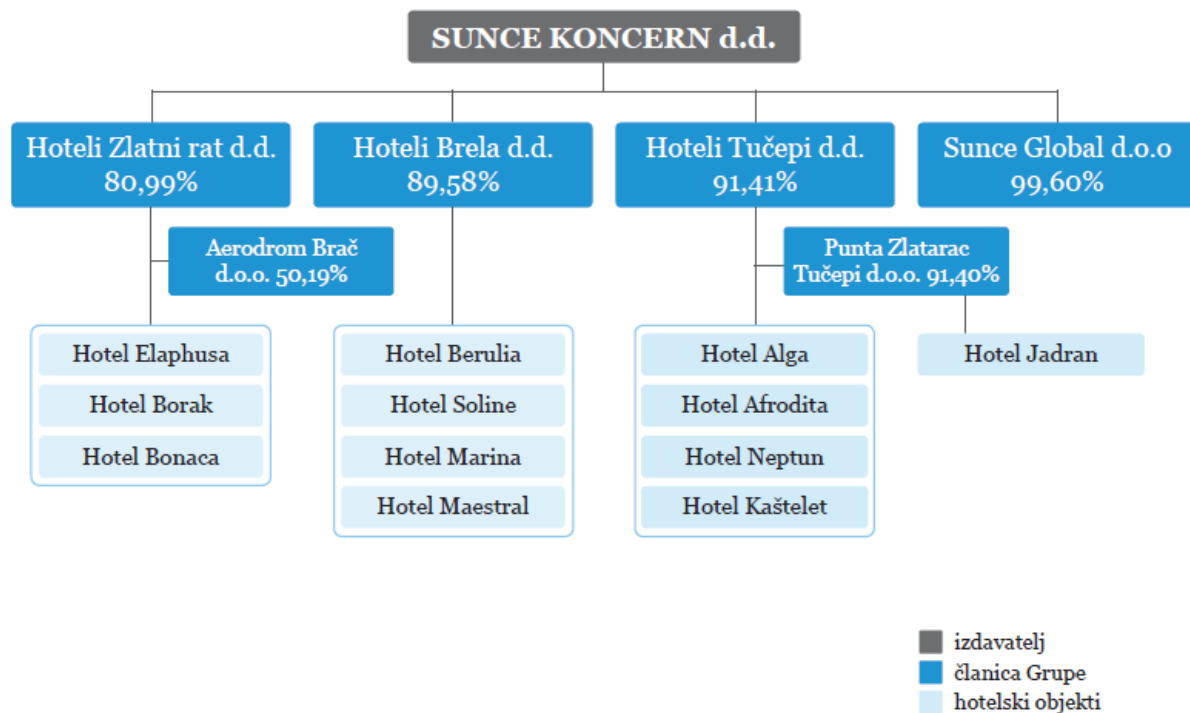 SUNCE KONCERN d.d.
Hoteli Zlatni rat d.d.
80,99%
Hoteli Brela d.d.
89,58%
Hoteli Tučepi d.d.
91,41%
Sunce Global d.o.o
99,60%
Aerodrom Brač
d.o.o. 50,19%
Punta Zlatarac
Tučepi d.o.o. 91,40%
Hotel Elaphusa
Hotel Borak
Hotel Bonaca
Hotel Berulia
Hotel Soline
Hotel Marina
Hotel Maestral
Hotel Alga
Hotel Afrodita
Hotel Neptun
Hotel Kaštelet
Hotel Jadran
izdavatelj
članica Grupe
hotelski objekti